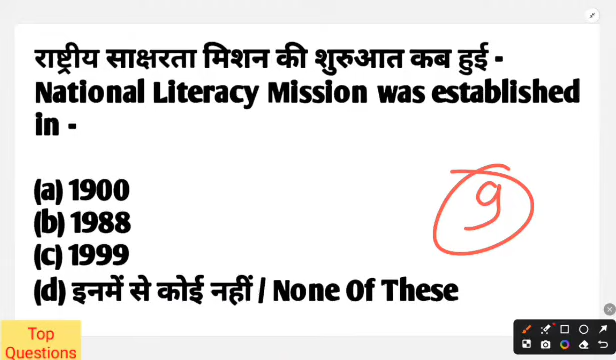 राष्ट्रीय साक्षरता मिशन की शुरुआत कब हुई -
National Literacy Mission was established
in -
(a) 1900
(b) 1988
(c) 1999
(d) इनमें से कोई नहीं / None Of These
9
Top
Questions